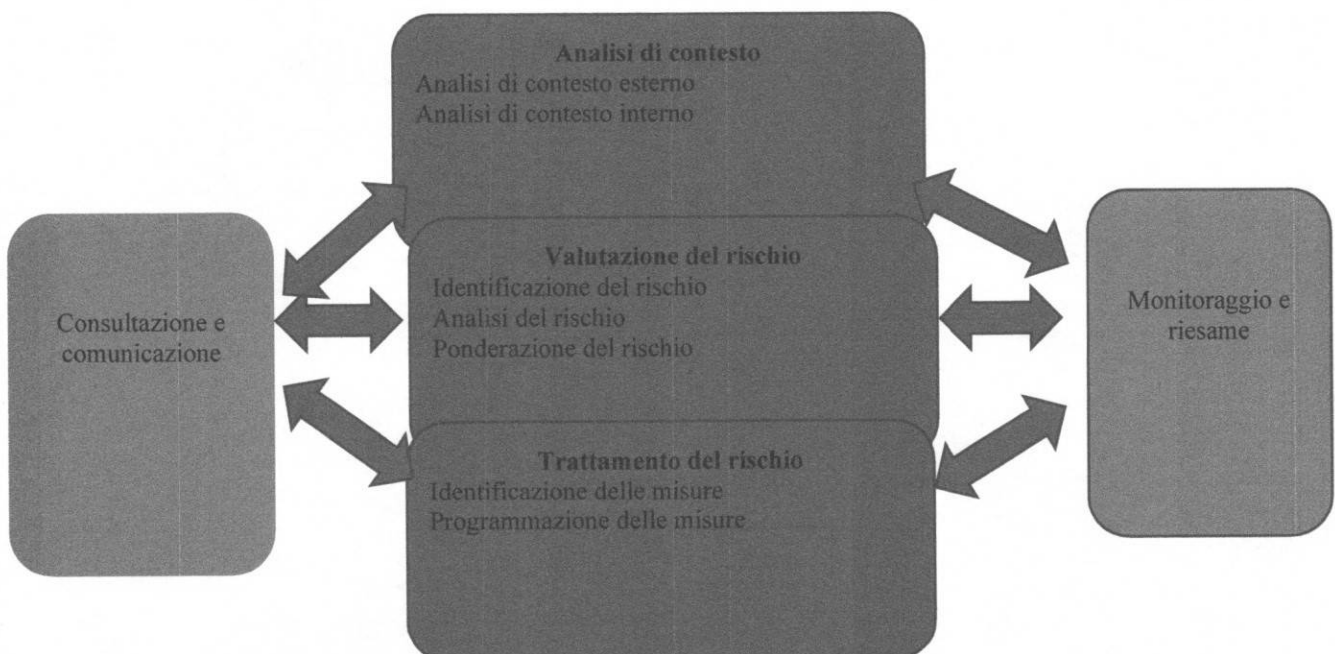 Analisi di contesto
Analisi di contesto esterno
Analisi di contesto interno
Consultazione e
comunicazione
Valutazione del rischio
Identificazione del rischio
Analisi del rischio
Ponderazione del rischio
Monitoraggio e
riesame
Trattamento del rischio
Identificazione delle misure
Programmazione delle misure